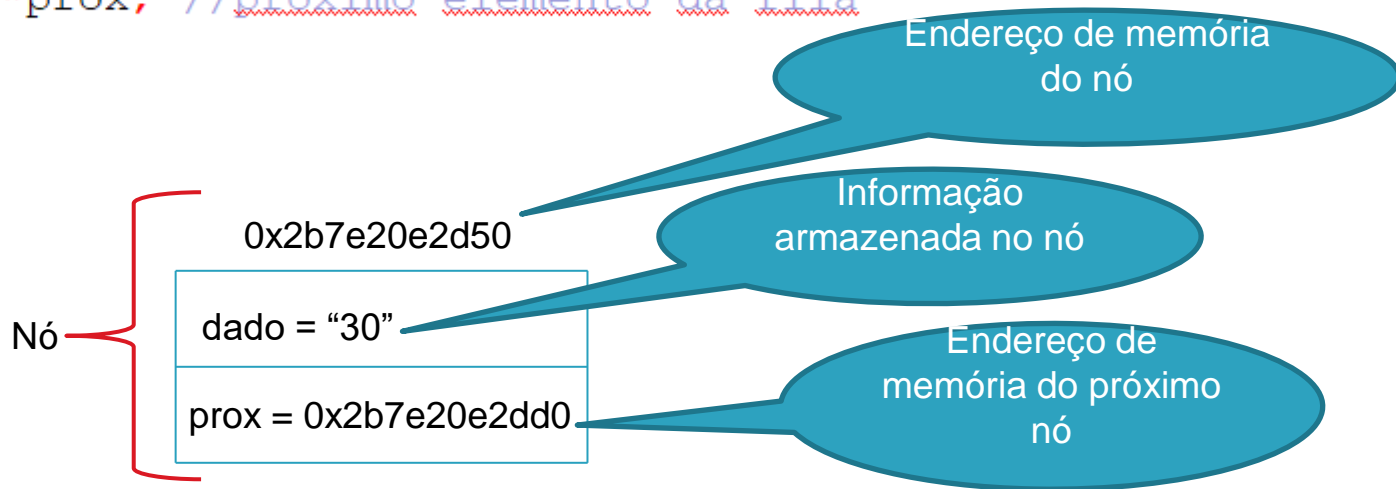 prox; //próximo elemento da fila
Endereço de memória
do nó
Informação
armazenada no nó
0x2b7e20e2d50
Nó
dado = “30”
Endereço de
memória do próximo
nó
prox = 0x2b7e20e2dd0